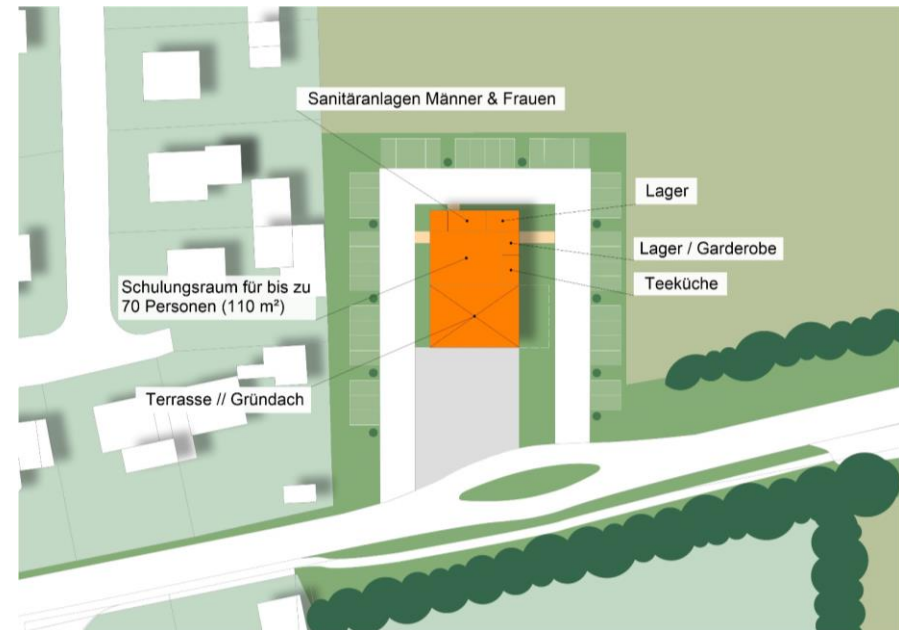 Sanitäranlagen Männer & Frauen
Lager
Lager / Garderobe
Teeküche
Schulungsraum für bis zu
70 Personen (110 m²)
Terrasse // Gründach